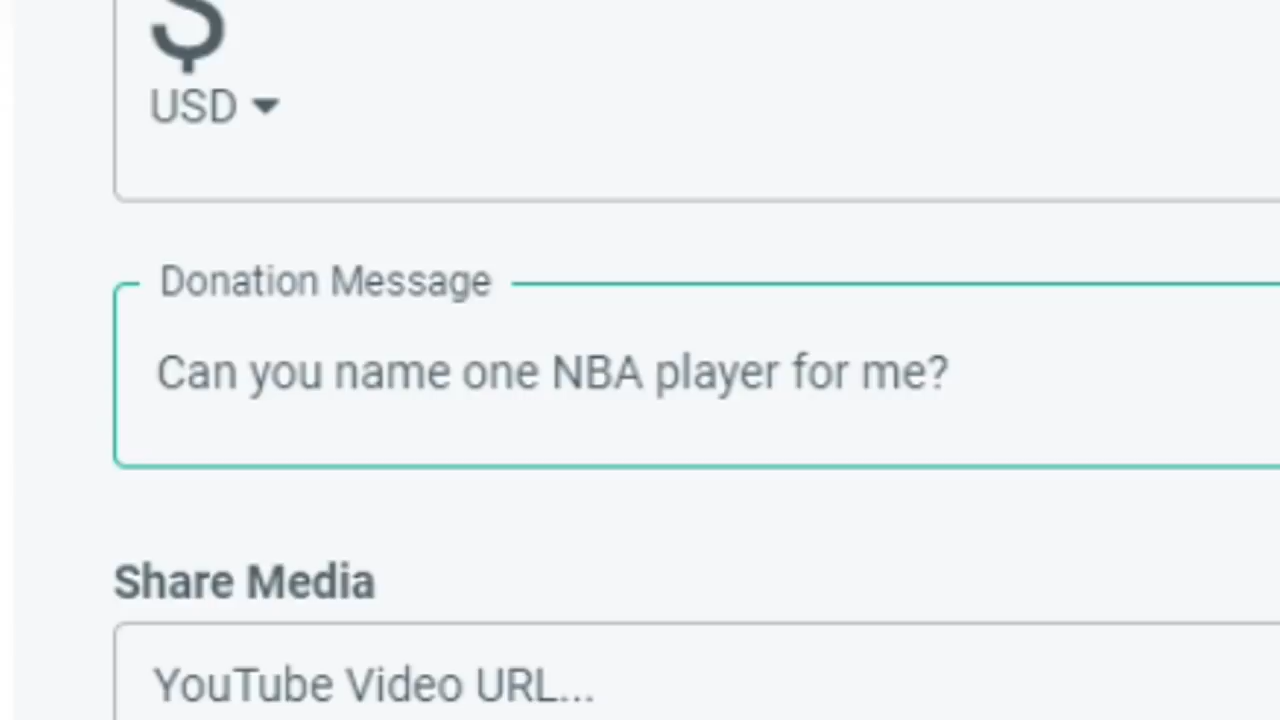 $
USD
Donation Message
Can you name one NBA player for me?
Share Media
YouTube Video URL...